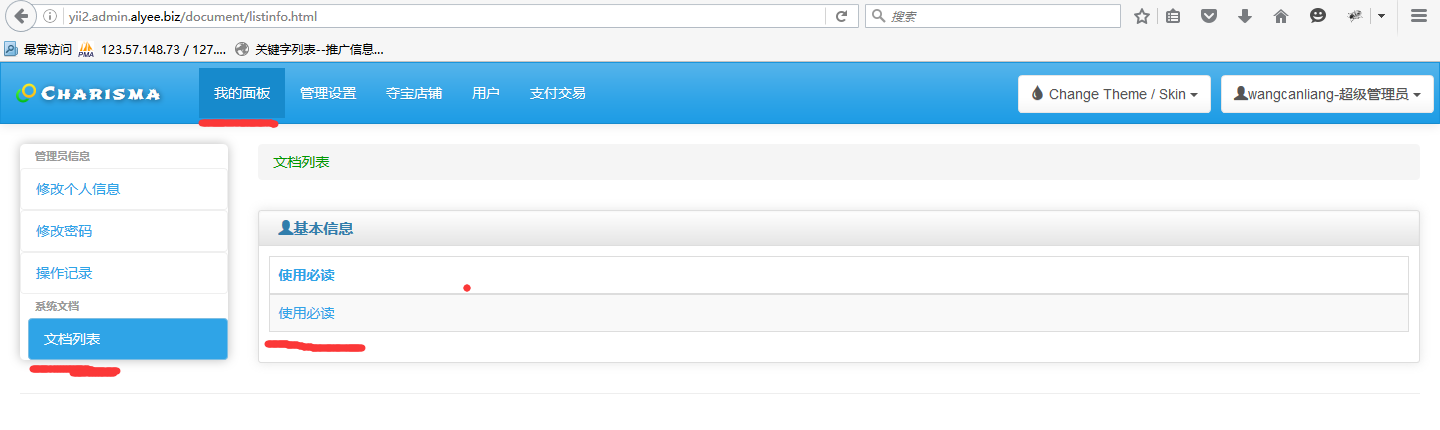 yii2.admin.alyee.biz/document/listinfo.html
搜索
最常访问 123.57.148.73 / 127.... 关键字列表--推广信息...
PMA
CHARISMA 我的面板 管理设置 夺宝店铺 用户 支付交易 Change Theme / Skin wangcanliang-超级管理员
管理员信息
修改个人信息
修改密码
操作记录
系统文档
文档列表
文档列表
基本信息
使用必读
使用必读